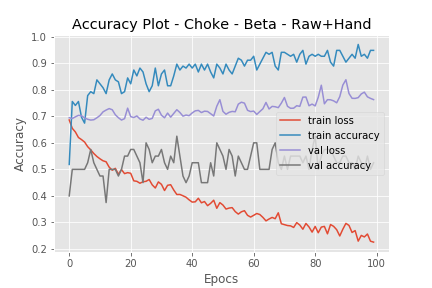 Accuracy Plot - Choke - Beta - Raw+Hand
1.0
0.9
0.8
0.7
0.6
0.5
0.4
0.3
0.2
Accuracy
train loss
train accuracy
val loss
val accuracy
0
20
40
60
80
100
Epocs